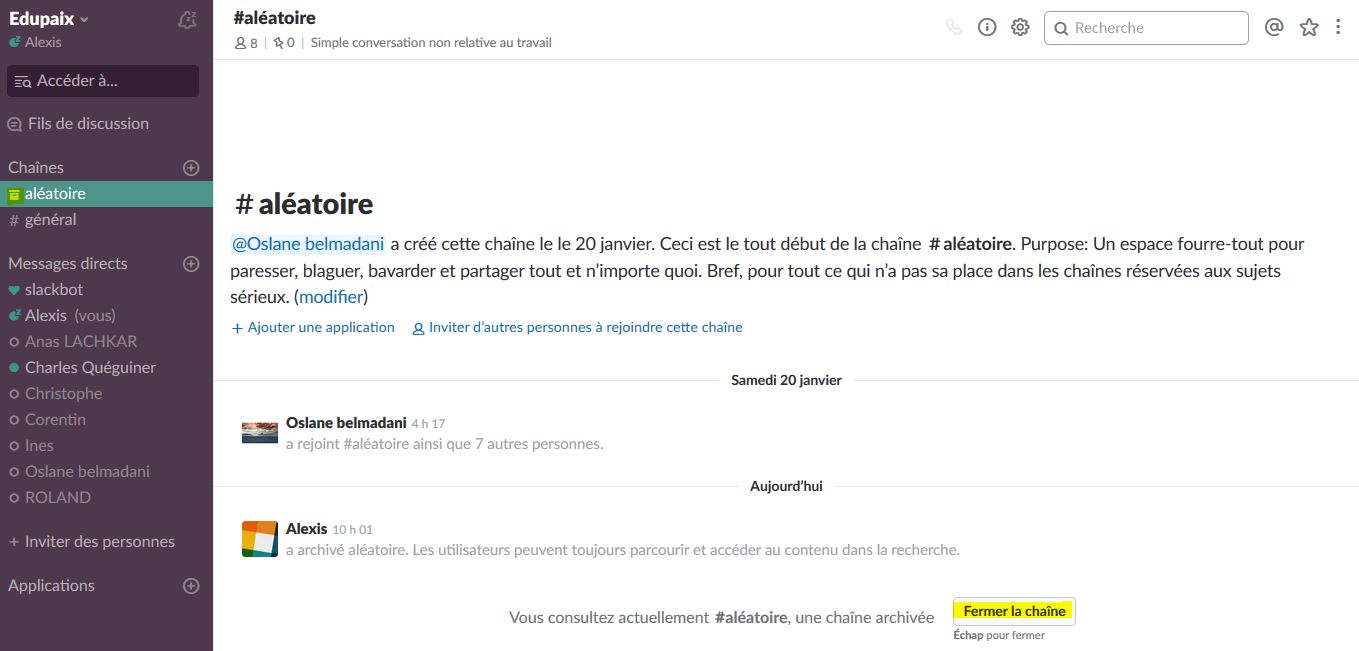 Edupaix
Alexis
Accéder à...
Fils de discussion
Chaînes
aléatoire
# général
Messages directs
slackbot
Alexis (vous)
Anas LACHKAR
Charles Quéguiner
Christophe
Corentin
Ines
Oslane belmadani
ROLAND
+ Inviter des personnes
Applications
#aléatoire
8 | 0 | Simple conversation non relative au travail
Recherche
# aléatoire
@Oslane belmadani a créé cette chaîne le le 20 janvier. Ceci est le tout début de la chaîne # aléatoire. Purpose: Un espace fourre-tout pour
paresser, blaguer, bavarder et partager tout et n’importe quoi. Bref, pour tout ce qui n’a pas sa place dans les chaînes réservées aux sujets
sérieux. (modifier)
+ Ajouter une application Inviter d’autres personnes à rejoindre cette chaîne
Samedi 20 janvier
Oslane belmadani 4 h 17
a rejoint #aléatoire ainsi que 7 autres personnes.
Aujourd’hui
Alexis 10 h 01
a archivé aléatoire. Les utilisateurs peuvent toujours parcourir et accéder au contenu dans la recherche.
Vous consultez actuellement #aléatoire, une chaîne archivée
Fermer la chaîne
Échap pour fermer